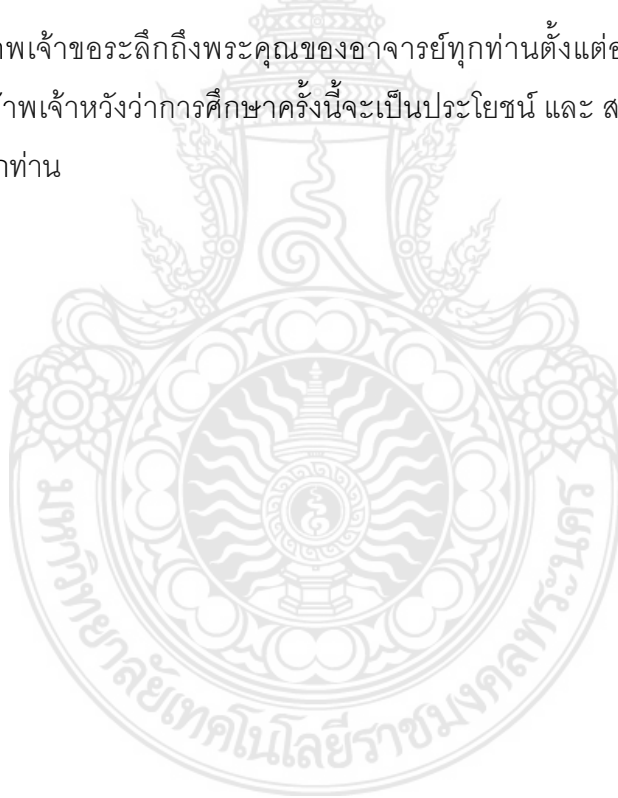 าพเจ้าขอระลึกถึงพระคุณของอาจารย์ทุกท่านตั้งแต่อ
้าพเจ้าหวังว่าการศึกษาครั้งนี้จะเป็นประโยชน์ และ ส
กท่าน
มหาวิทยาลัยเทคโนโลยีราชมงคลพระนคร